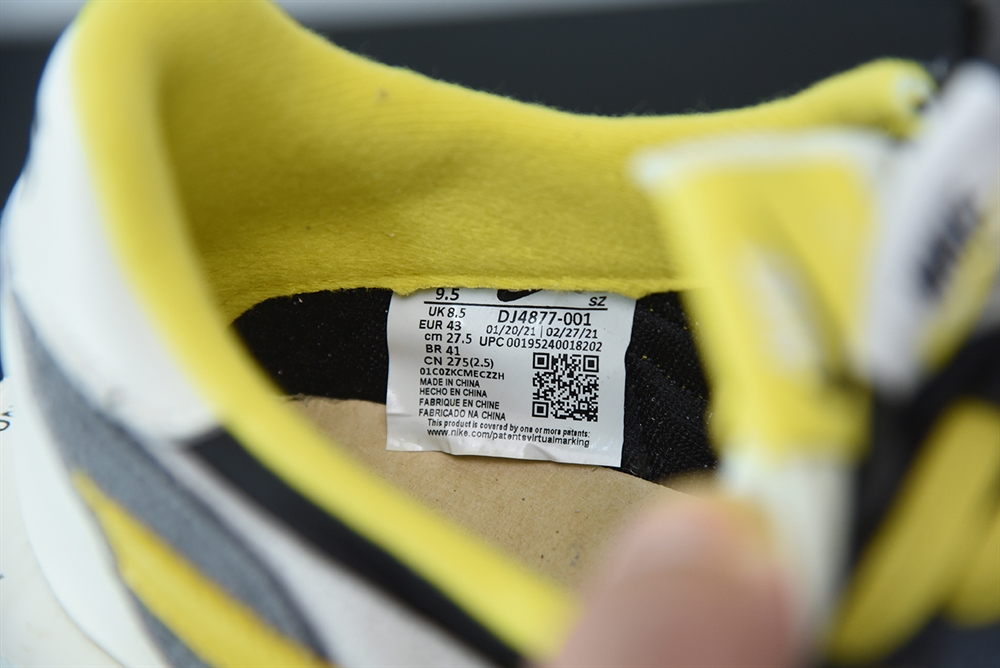 9.5 SZ
UK 8.5 DJ4877-001
EUR 43 01/20/21 | 02/27/21
cm 27.5 UPC 00195240018202
BR 41
CN 275(2.5)
01C0ZKCMECZZH
MADE IN CHINA
HECHO EN CHINA
FABRIQUE EN CHINE
FABRICADO NA CHINA
This product is covered by one or more patents:
www.nike.com/patentsvirtualmarking
NIKE